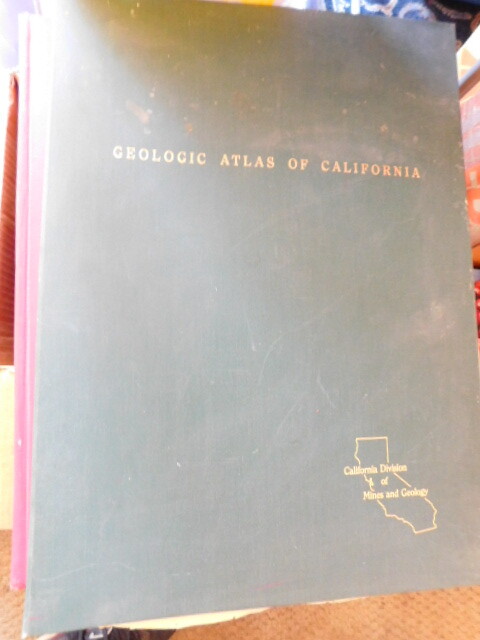 GEOLOGIC ATLAS OF CALIFORNIA
California Division
of
Mines and Geology